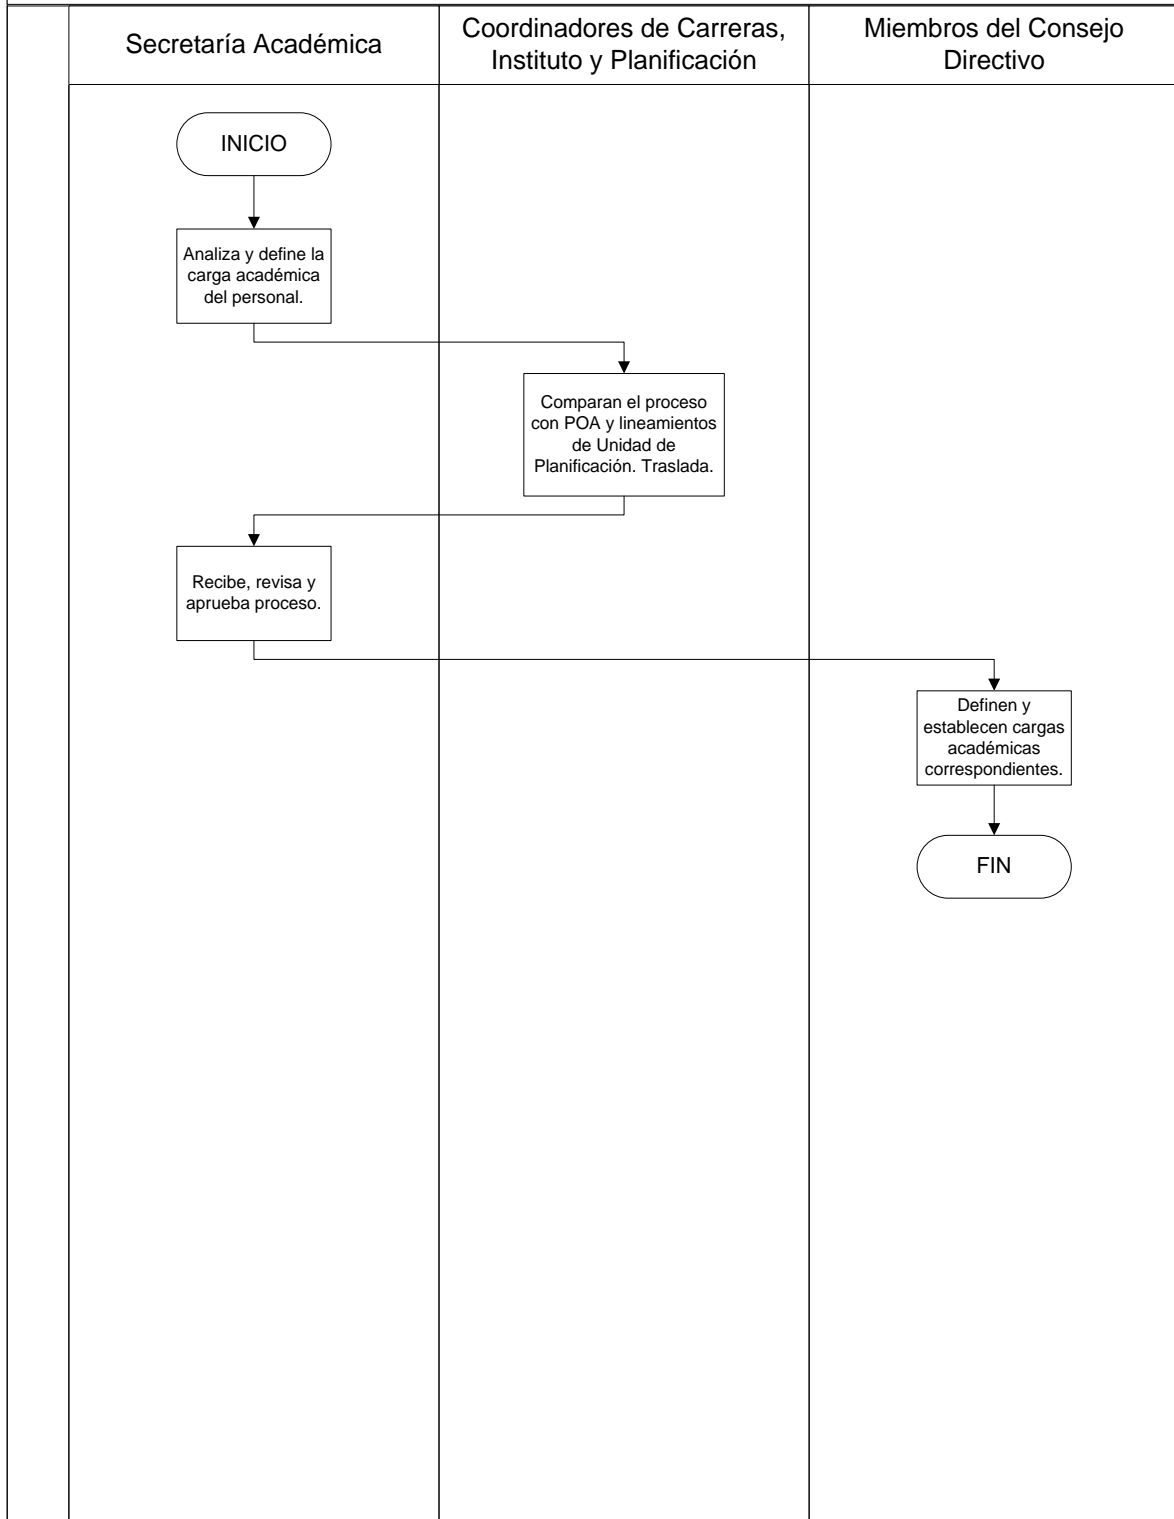 Secretaría Académica
Coordinadores de Carreras,
Instituto y Planificación
Miembros del Consejo
Directivo
INICIO
Analiza y define la
carga académica
del personal.
Comparan el proceso
con POA y lineamientos
de Unidad de
Planificación. Traslada.
Recibe, revisa y
aprueba proceso.
Definen y
establecen cargas
académicas
correspondientes.
FIN